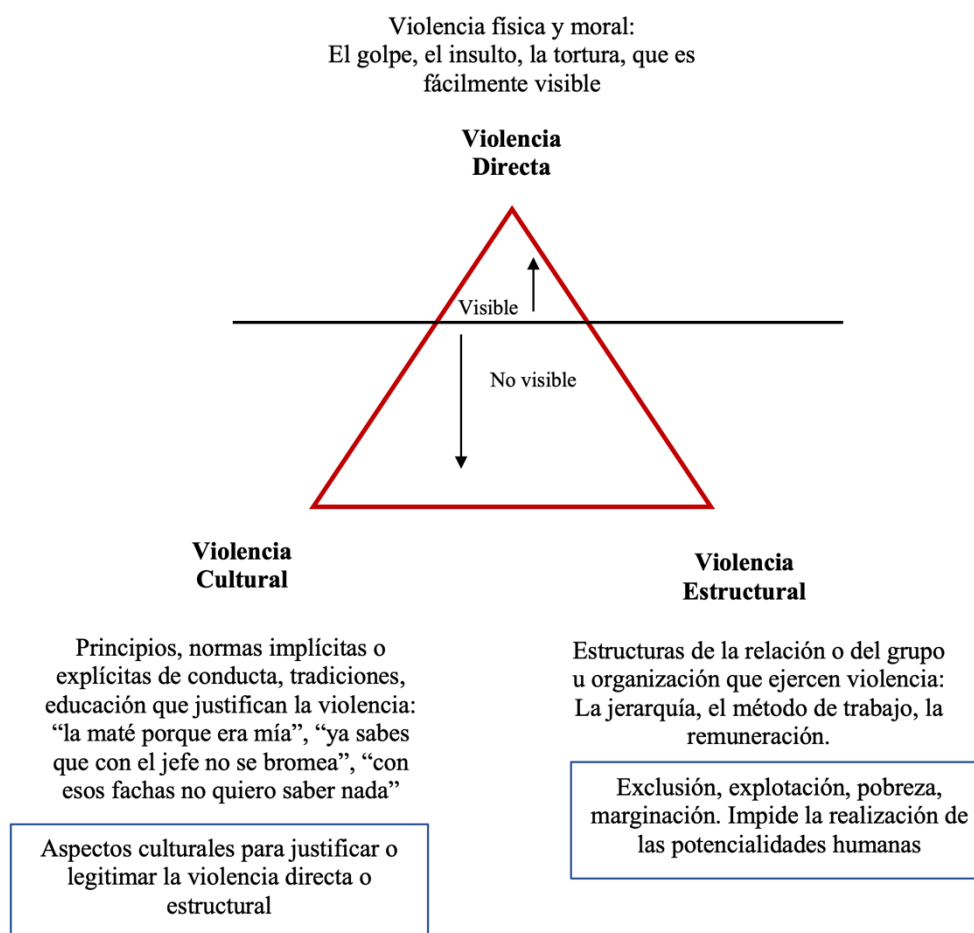 Violencia física y moral:
El golpe, el insulto, la tortura, que es
fácilmente visible
Violencia
Directa
Visible
No visible
Violencia
Cultural
Principios, normas implícitas o
explícitas de conducta, tradiciones,
educación que justifican la violencia:
“la maté porque era mía”, “ya sabes
que con el jefe no se bromea”, “con
esos fachas no quiero saber nada”
Aspectos culturales para justificar o
legitimar la violencia directa o
estructural
Violencia
Estructural
Estructuras de la relación o del grupo
u organización que ejercen violencia:
La jerarquía, el método de trabajo, la
remuneración.
Exclusión, explotación, pobreza,
marginación. Impide la realización de
las potencialidades humanas